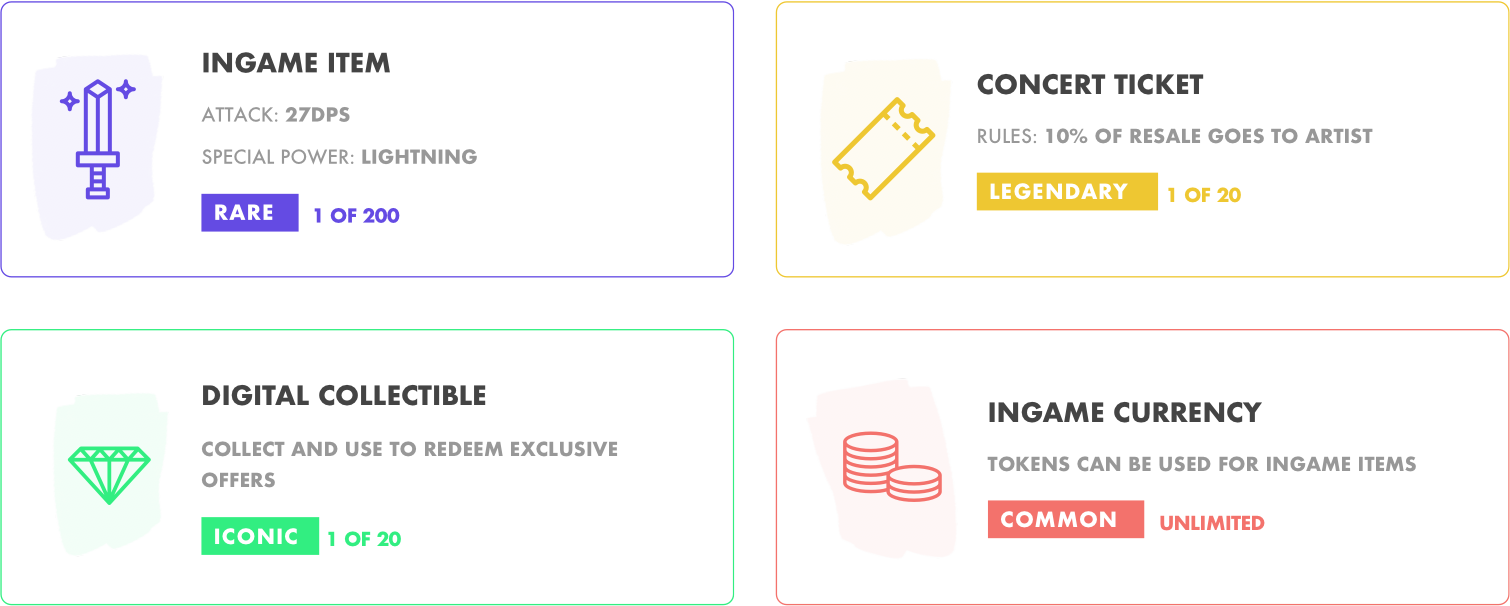 INGAME ITEM
ATTACK: 27DPS
SPECIAL POWER: LIGHTNING
RARE 1 OF 200
CONCERT TICKET
RULES: 10% OF RESALE GOES TO ARTIST
LEGENDARY 1 OF 20
DIGITAL COLLECTIBLE
COLLECT AND USE TO REDEEM EXCLUSIVE
OFFERS
ICONIC 1 OF 20
INGAME CURRENCY
TOKENS CAN BE USED FOR INGAME ITEMS
COMMON UNLIMITED